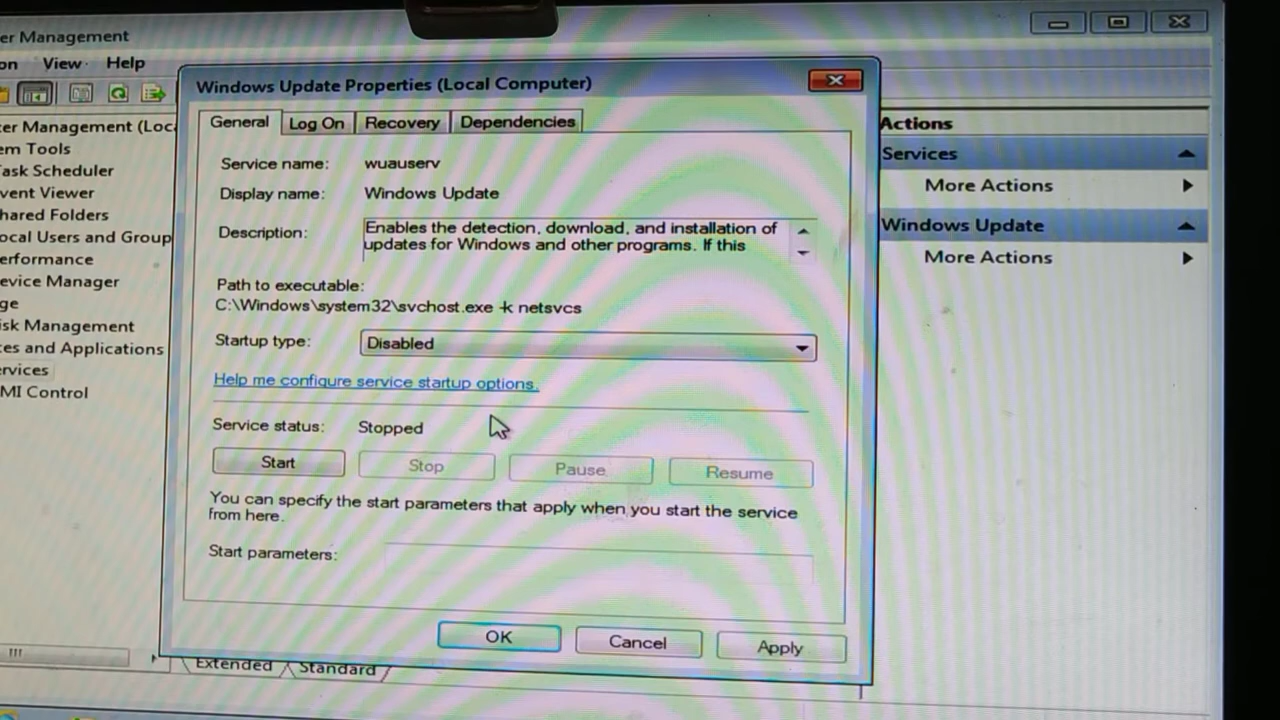 er Management
on View Help
Windows Update Properties (Local Computer)
General Log On Recovery Dependencies
Service name: wuauserv
Display name: Windows Update
Description: Enables the detection, download, and installation of
updates for Windows and other programs. If this
Path to executable:
C:\Windows\system32\svchost.exe -k netsvcs
Startup type: Disabled
Help me configure service startup options.
Service status: Stopped
Start Stop Pause Resume
You can specify the start parameters that apply when you start the service
from here.
Start parameters:
OK Cancel Apply
er Management (Loc
em Tools
ask Scheduler
vent Viewer
hared Folders
ocal Users and Group
erformance
evice Manager
ge
isk Management
es and Applications
ervices
MI Control
Extended Standard
Actions
Services
More Actions
Windows Update
More Actions